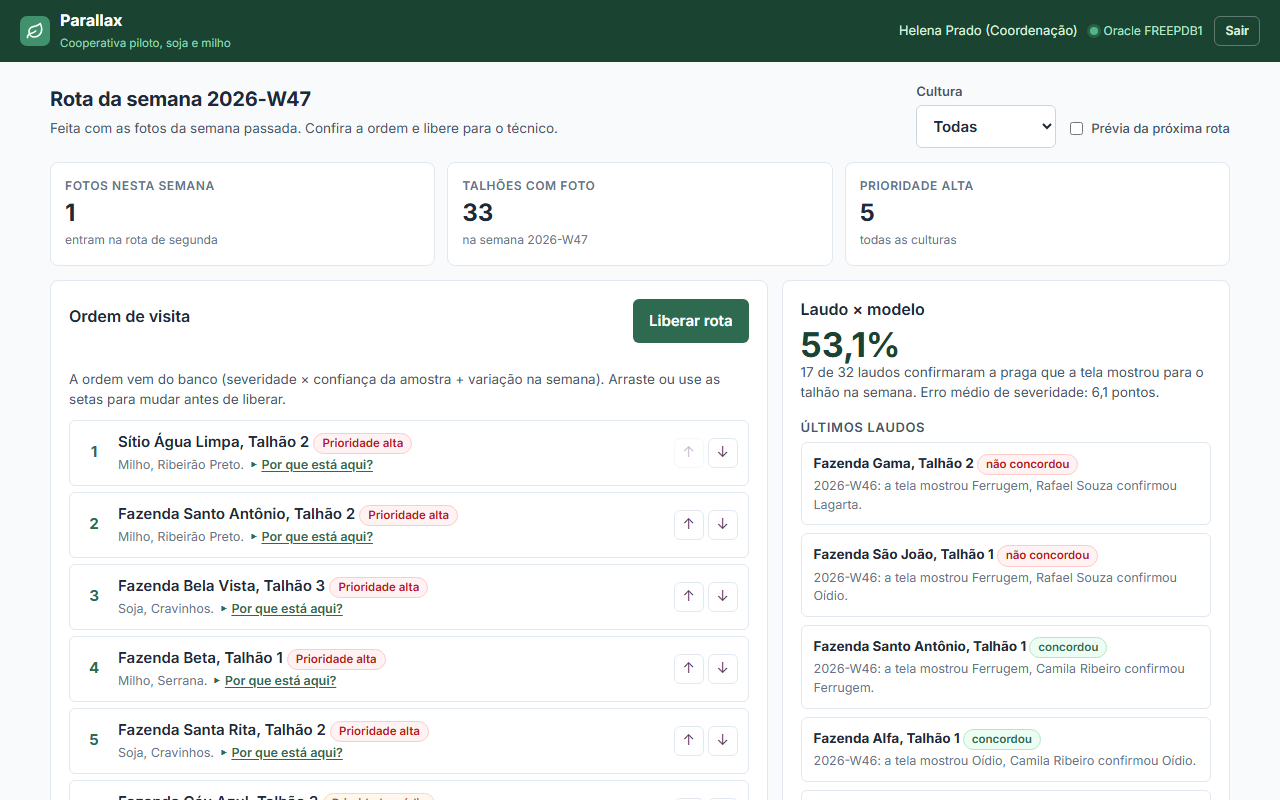 Parallax
Cooperativa piloto, soja e milho
Helena Prado (Coordenação)
Oracle FREEPDB1
Sair
Rota da semana 2026-W47
Feita com as fotos da semana passada. Confira a ordem e libere para o técnico.
Cultura
Todas
Prévia da próxima rota
FOTOS NESTA SEMANA
1
entram na rota de segunda
TALHÕES COM FOTO
33
na semana 2026-W47
PRIORIDADE ALTA
5
todas as culturas
Ordem de visita
Liberar rota
A ordem vem do banco (severidade × confiança da amostra + variação na semana). Arraste ou use as
setas para mudar antes de liberar.
1
Sítio Água Limpa, Talhão 2 Prioridade alta
Milho, Ribeirão Preto. ▸ Por que está aqui?
↑ ↓
2
Fazenda Santo Antônio, Talhão 2 Prioridade alta
Milho, Ribeirão Preto. ▸ Por que está aqui?
↑ ↓
3
Fazenda Bela Vista, Talhão 3 Prioridade alta
Soja, Cravinhos. ▸ Por que está aqui?
↑ ↓
4
Fazenda Beta, Talhão 1 Prioridade alta
Milho, Serrana. ▸ Por que está aqui?
↑ ↓
5
Fazenda Santa Rita, Talhão 2 Prioridade alta
Soja, Cravinhos. ▸ Por que está aqui?
↑ ↓
Laudo × modelo
53,1%
17 de 32 laudos confirmaram a praga que a tela mostrou para o
talhão na semana. Erro médio de severidade: 6,1 pontos.
ÚLTIMOS LAUDOS
Fazenda Gama, Talhão 2 não concordou
2026-W46: a tela mostrou Ferrugem, Rafael Souza confirmou
Lagarta.
Fazenda São João, Talhão 1 não concordou
2026-W46: a tela mostrou Ferrugem, Rafael Souza confirmou
Oídio.
Fazenda Santo Antônio, Talhão 1 concordou
2026-W46: a tela mostrou Ferrugem, Camila Ribeiro confirmou
Ferrugem.
Fazenda Alfa, Talhão 1 concordou
2026-W46: a tela mostrou Oídio, Camila Ribeiro confirmou Oídio.